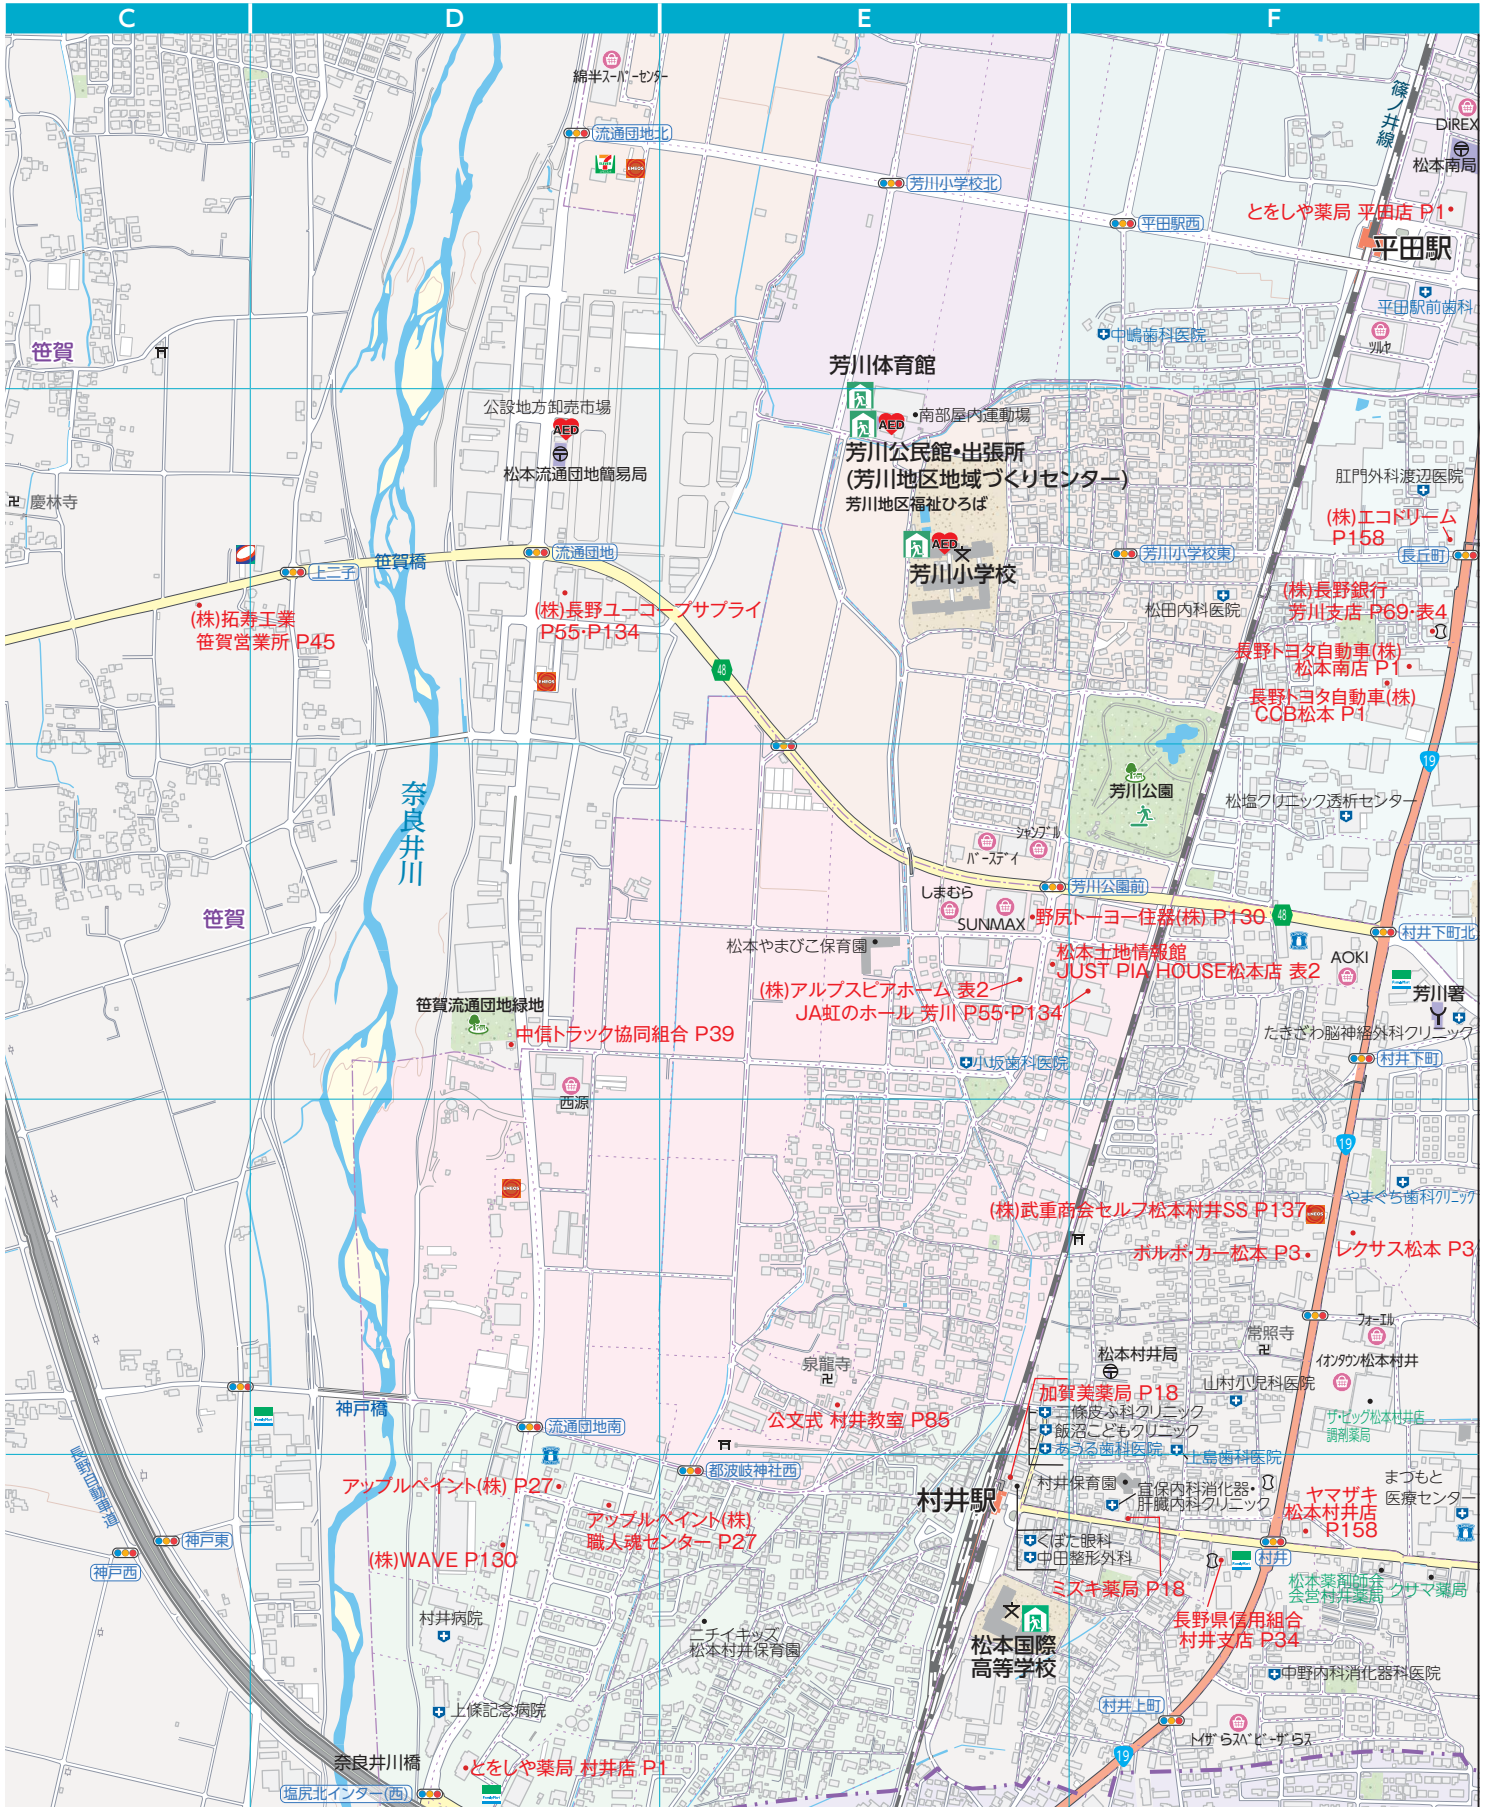 C
D
E
F
綿半スーパーセンター
篠ノ井線
DiREX
松本南局
流通団地北
芳川小学校北
平田駅西
とをしや薬局 平田店 P1
平田駅
平田駅前歯科
中嶋歯科医院
ツルヤ
笹賀
芳川体育館
公設地方卸売市場
AED
AED
南部屋内運動場
松本流通団地簡易局
芳川公民館・出張所
(芳川地区地域づくりセンター)
芳川地区福祉ひろば
肛門外科渡辺医院
慶林寺
(株)エコドリーム
P158
AED
流通団地
芳川小学校東
長丘町
笹賀橋
上二子
芳川小学校
(株)拓寿工業
笹賀営業所 P45
(株)長野ユーコープサプライ
P55・P134
松田内科医院
(株)長野銀行
芳川支店 P69・表4
長野トヨタ自動車(株)
松本南店 P1
48
長野トヨタ自動車(株)
CCB松本 P1
19
奈良井川
芳川公園
松塩クリニック透析センター
シャンブル
バースデイ
芳川公園前
笹賀
しまむら
SUNMAX
野尻トーヨー住器(株) P130
48
村井下町北
松本やまびこ保育園
松本土地情報館
JUST PIA HOUSE松本店 表2
AOKI
FamilyMart
芳川署
(株)アルプスピアホーム 表2
JA虹のホール 芳川 P55・P134
笹賀流通団地緑地
中信トラック協同組合 P39
たきざわ脳神経外科クリニック
小坂歯科医院
村井下町
西源
19
やまぐち歯科クリニック
ENEOS
(株)武重商会セルフ松本村井SS P137
ボルボ・カー松本 P3
レクサス松本 P3
フォーエル
常照寺
松本村井局
イオンタウン松本村井
泉龍寺
山村小児科医院
加賀美薬局 P18
二條皮ふ科クリニック
飯沼こどもクリニック
あうる歯科医院
上島歯科医院
ザ・ビッグ松本村井店
調剤薬局
神戸橋
FamilyMart
流通団地南
公文式 村井教室 P85
長野自動車道
都波岐神社西
アップルペイント(株) P27
村井保育園
宜保内科消化器・
肝臓内科クリニック
まつもと
医療センター
村井駅
ヤマザキ
松本村井店
P158
アップルペイント(株)
職人魂センター P27
神戸東
神戸西
(株)WAVE P130
くぼた眼科
中田整形外科
村井
FamilyMart
ミズキ薬局 P18
松本薬剤師会
会営村井薬局
クサマ薬局
村井病院
ニチイキッズ
松本村井保育園
長野県信用組合
村井支店 P34
松本国際
高等学校
中野内科消化器科医院
上條記念病院
村井上町
トイザらスベビーザらス
19
奈良井川橋
とをしや薬局 村井店 P1
塩尻北インター(西)
FamilyMart